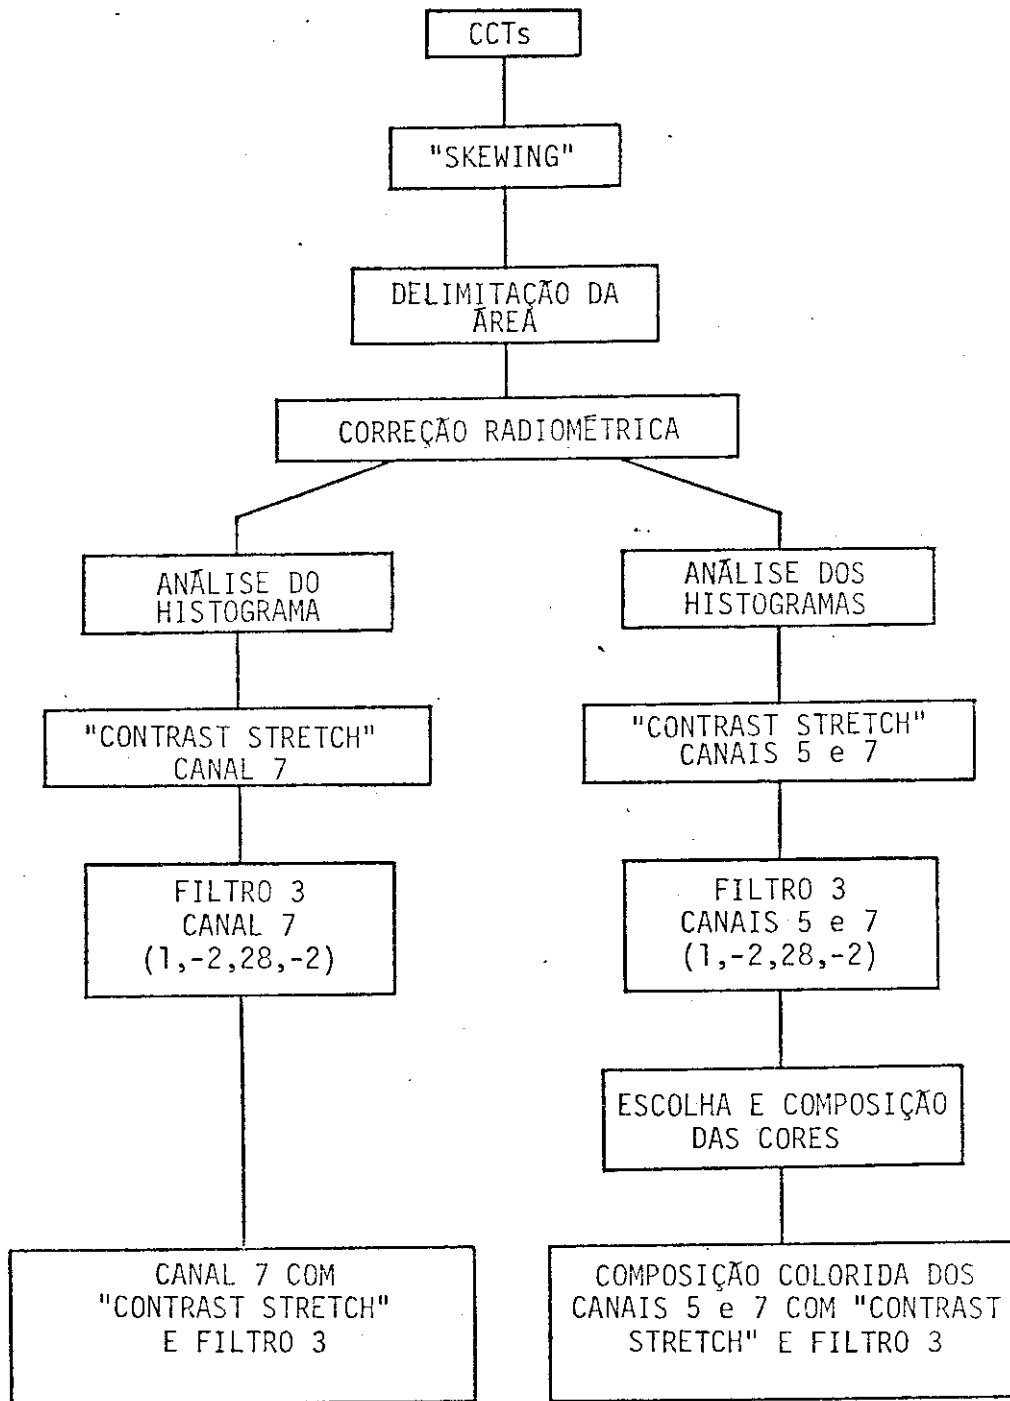 CCTs
"SKEWING"
DELIMITAÇÃO DA
ÁREA
CORREÇÃO RADIOMÉTRICA
ANÁLISE DO
HISTOGRAMA
"CONTRAST STRETCH"
CANAL 7
FILTRO 3
CANAL 7
(1,-2,28,-2)
CANAL 7 COM
"CONTRAST STRETCH"
E FILTRO 3
ANÁLISE DOS
HISTOGRAMAS
"CONTRAST STRETCH"
CANAIS 5 e 7
FILTRO 3
CANAIS 5 e 7
(1,-2,28,-2)
ESCOLHA E COMPOSIÇÃO
DAS CORES
COMPOSIÇÃO COLORIDA DOS
CANAIS 5 e 7 COM "CONTRAST
STRETCH" E FILTRO 3